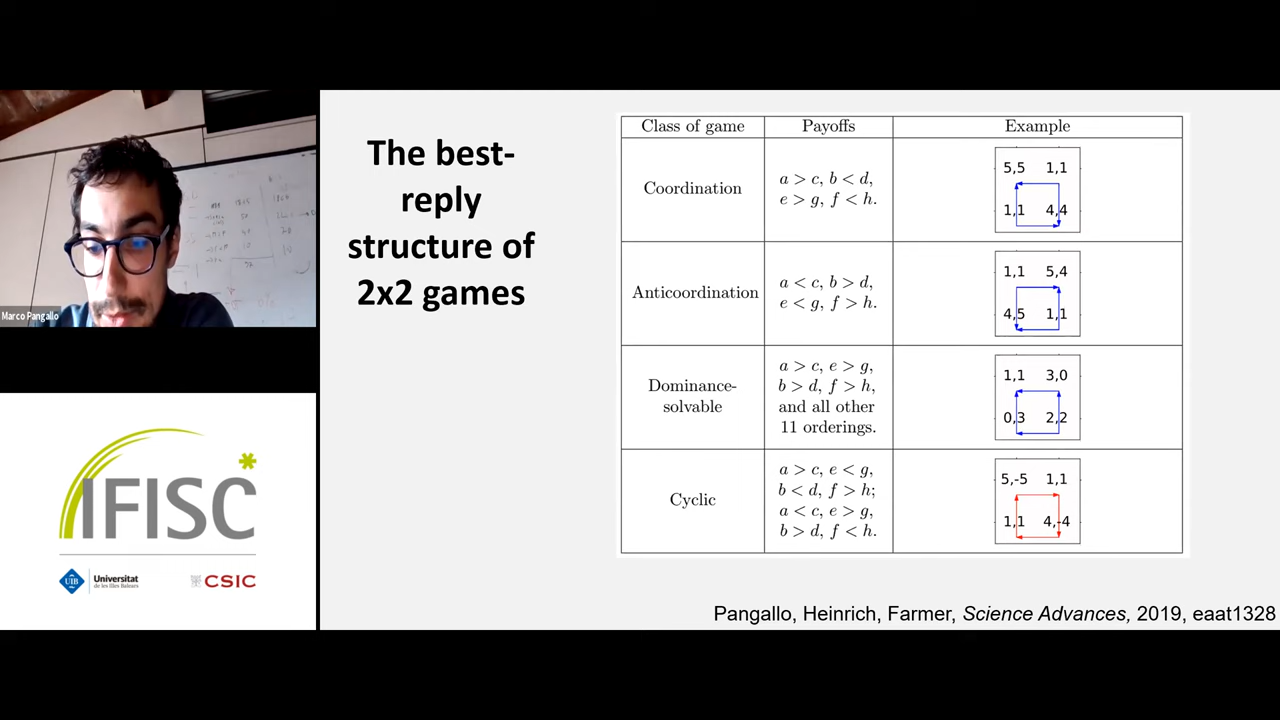 Marco Pangallo
IFISC
UIB
Universitat
de les Illes Balears
CSIC
The best-
reply
structure of
2x2 games
Class of game Payoffs Example
Coordination
a > c, b < d,
e > g, f < h.
5,5 1,1
1,1 4,4
Anticoordination
a < c, b > d,
e < g, f > h.
1,1 5,4
4,5 1,1
Dominance-
solvable
a > c, e > g,
b > d, f > h,
and all other
11 orderings.
1,1 3,0
0,3 2,2
Cyclic
a > c, e < g,
b < d, f > h;
a < c, e > g,
b > d, f < h.
5,-5 1,1
1,1 4,-4
Pangallo, Heinrich, Farmer, Science Advances, 2019, eaat1328